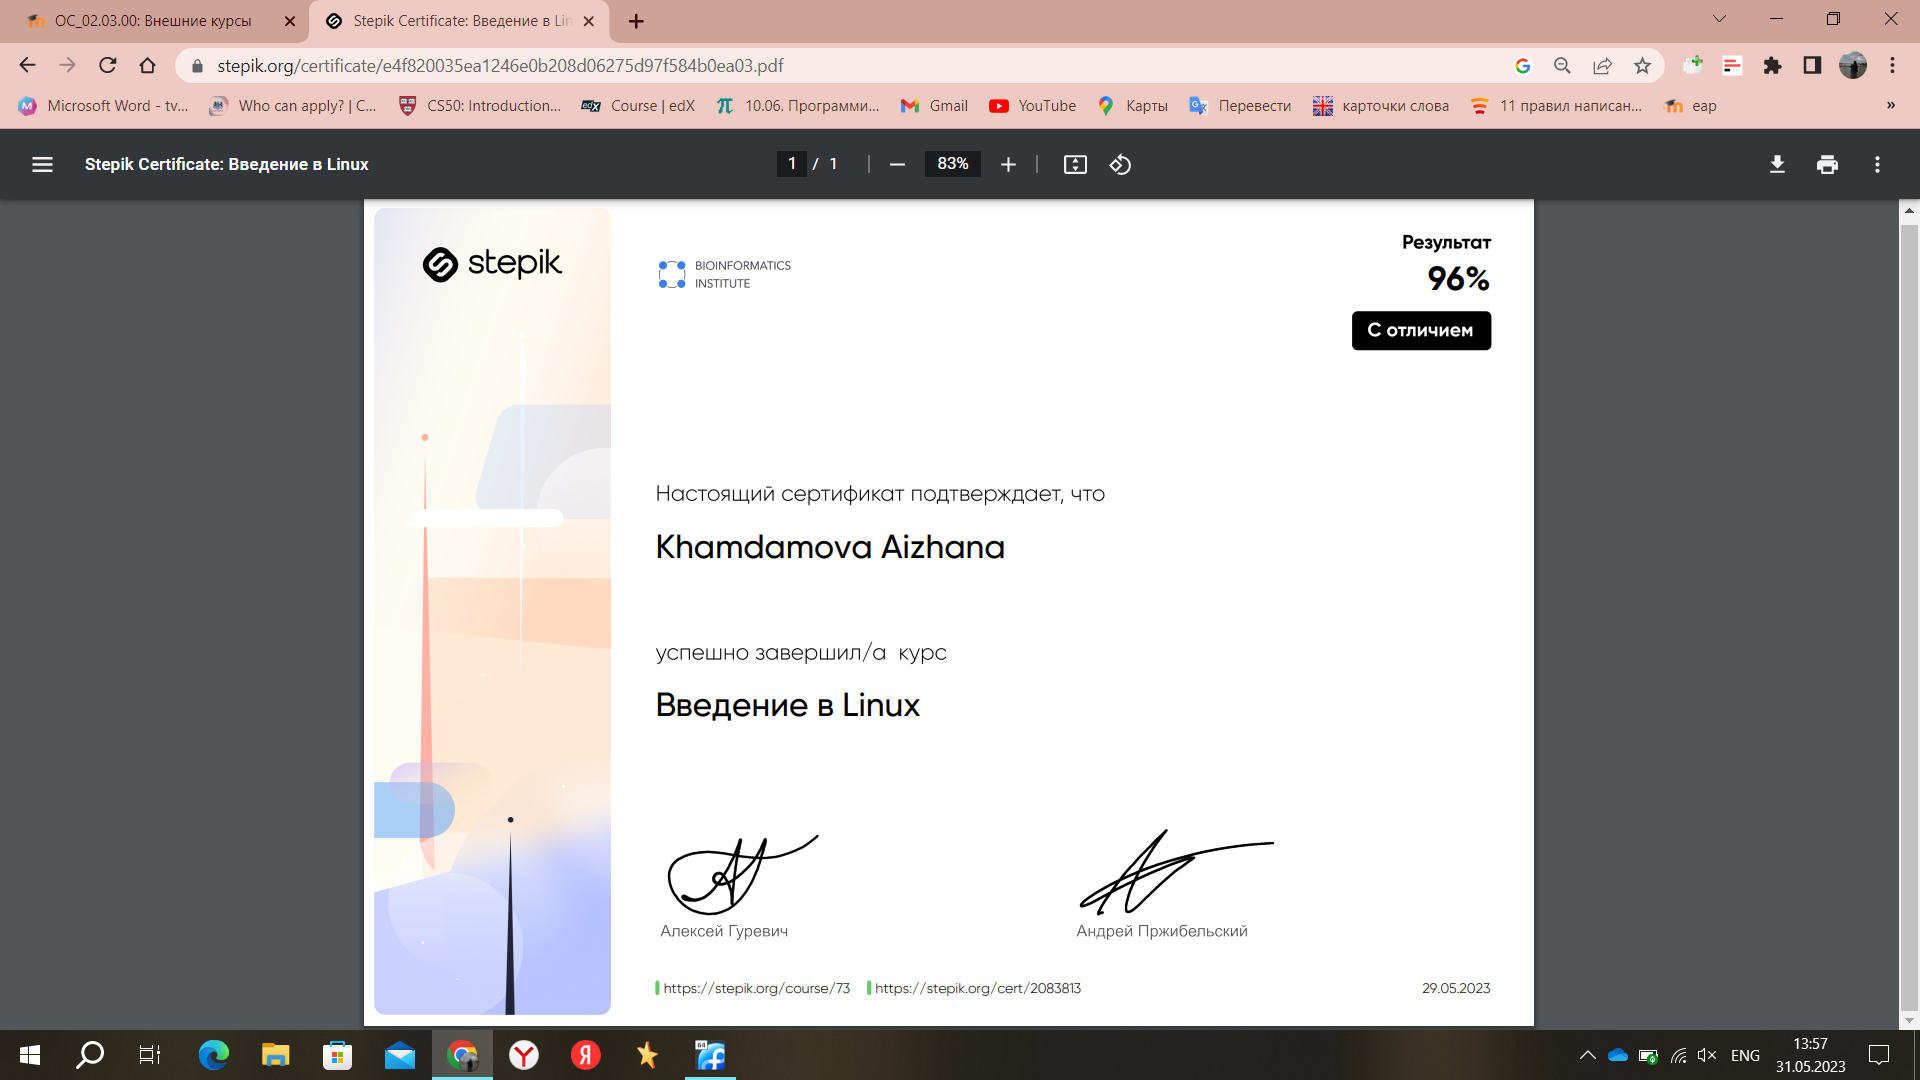 ОС_02.03.00: Внешние курсы
Stepik Certificate: Введение в Lin
stepik.org/certificate/e4f820035ea1246e0b208d06275d97f584b0ea03.pdf
Microsoft Word - tv... Who can apply? | C... CS50: Introduction... edX Course | edX 10.06. Программи... Gmail YouTube Карты Перевести карточки слова 11 правил написан... eap »
Stepik Certificate: Введение в Linux
1 / 1 83%
stepik
BIOINFORMATICS
INSTITUTE
Результат
96%
С отличием
Настоящий сертификат подтверждает, что
Khamdamova Aizhana
успешно завершил/а курс
Введение в Linux
Алексей Гуревич
Андрей Пржибельский
https://stepik.org/course/73 https://stepik.org/cert/2083813 29.05.2023
64
ENG
13:57
31.05.2023